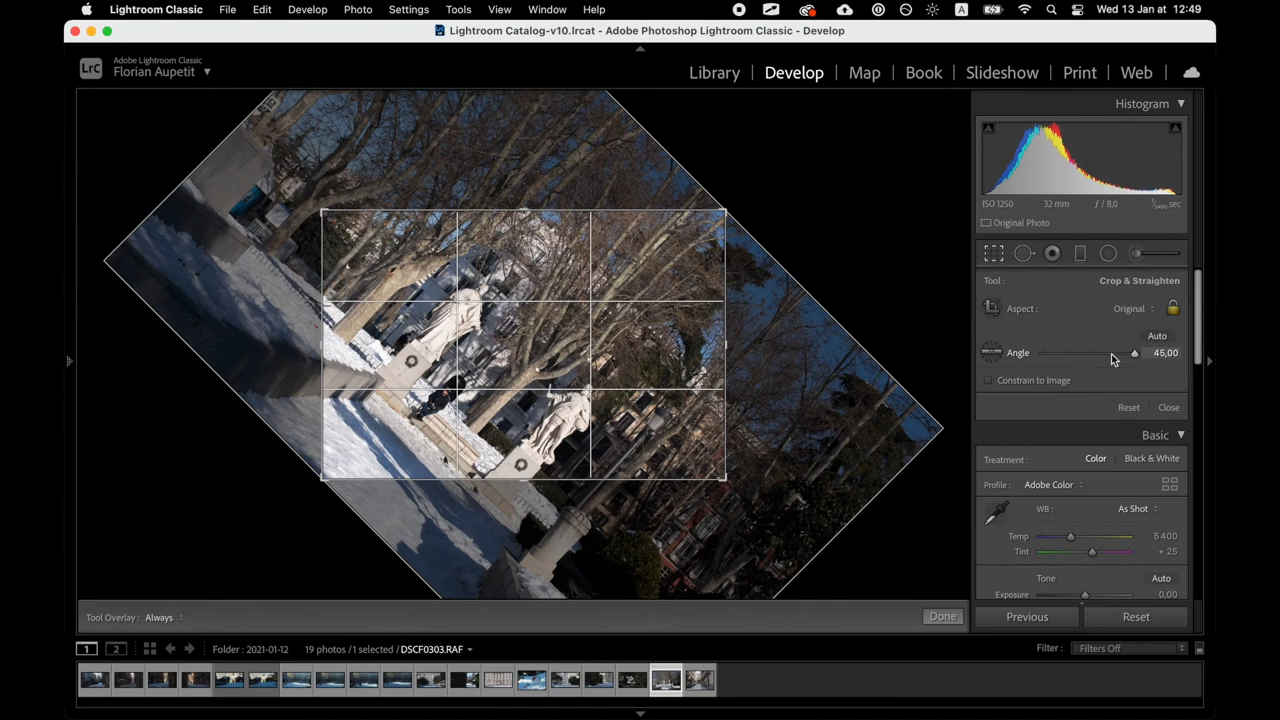 Lightroom Classic File Edit Develop Photo Settings Tools View Window Help A Wed 13 Jan at 12:49
Lightroom Catalog-v10.lrcat - Adobe Photoshop Lightroom Classic - Develop
LrC
Adobe Lightroom Classic
Florian Aupetit
Library | Develop | Map | Book | Slideshow | Print | Web |
Histogram
ISO 1250 32 mm ƒ / 8,0 1/5400 sec
Original Photo
Tool : Crop & Straighten
Aspect : Original
Auto
Angle 45,00
Constrain to Image
Reset Close
Basic
Treatment : Color | Black & White
Profile : Adobe Color
WB : As Shot
Temp 5 400
Tint + 25
Tone Auto
Exposure 0,00
Tool Overlay : Always Done
Previous Reset
1 2 Folder : 2021-01-12 19 photos / 1 selected / DSCF0303.RAF Filter : Filters Off